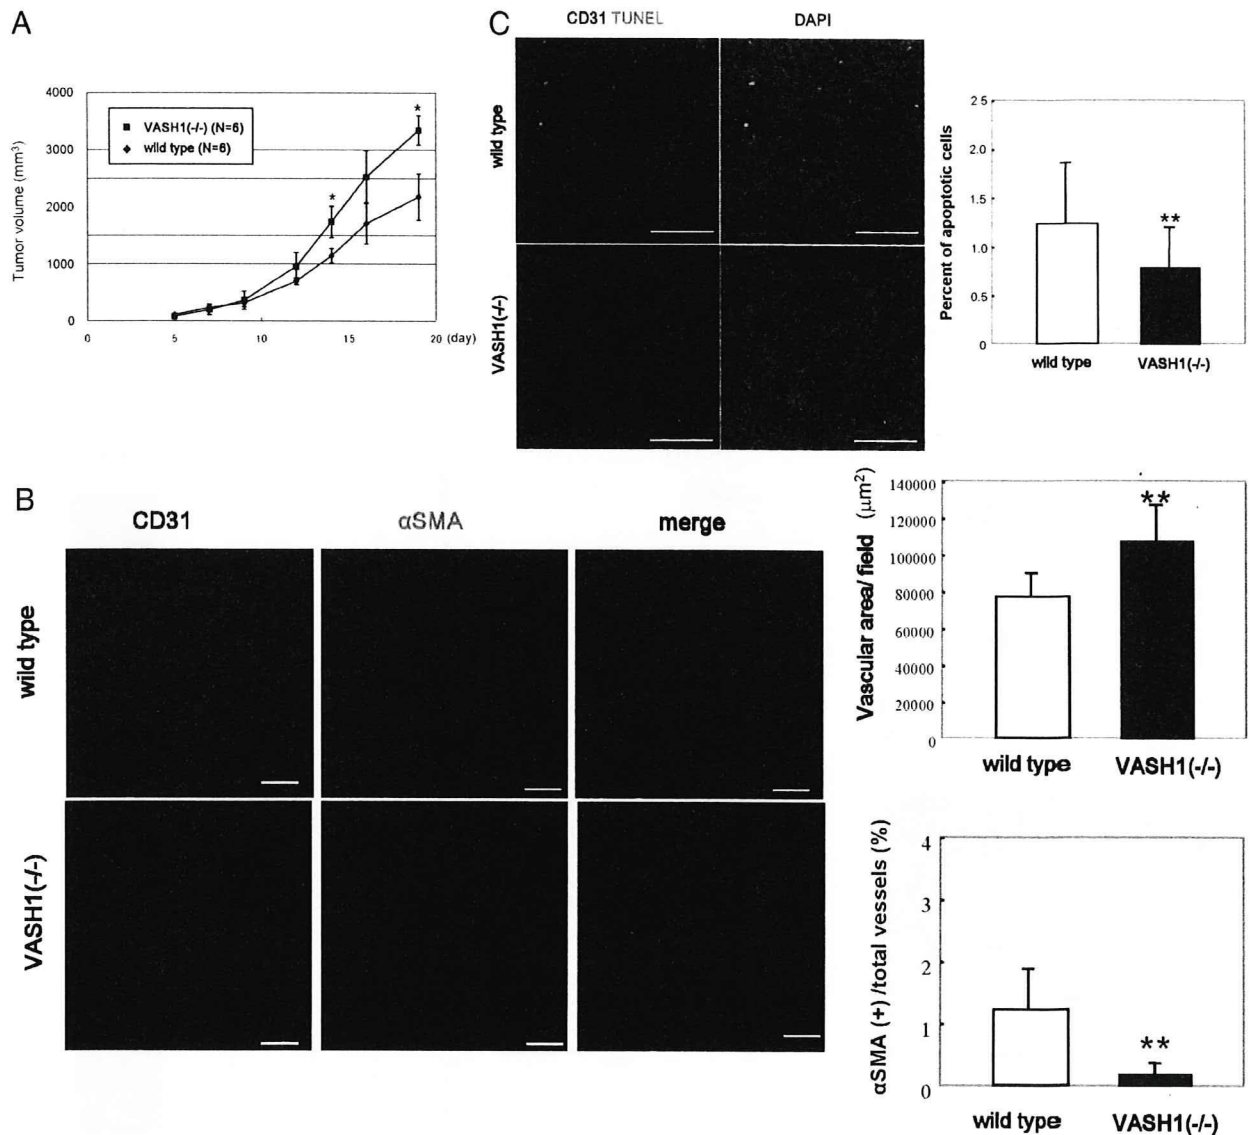 A
4000
3000
2000
1000
0
Tumor volume (mm³)
VASH1(-/-) (N=6)
wild type (N=6)
*
*
0 5 10 15 20 (day)
C
CD31 TUNEL DAPI
wild type
VASH1(-/-)
Percent of apoptotic cells
2.5
2.0
1.5
1.0
0.5
0
**
wild type VASH1(-/-)
B
CD31 αSMA merge
wild type
VASH1(-/-)
Vascular area/ field (μm²)
140000
120000
100000
80000
60000
40000
20000
0
**
wild type VASH1(-/-)
αSMA (+) /total vessels (%)
4
3
2
1
0
**
wild type VASH1(-/-)